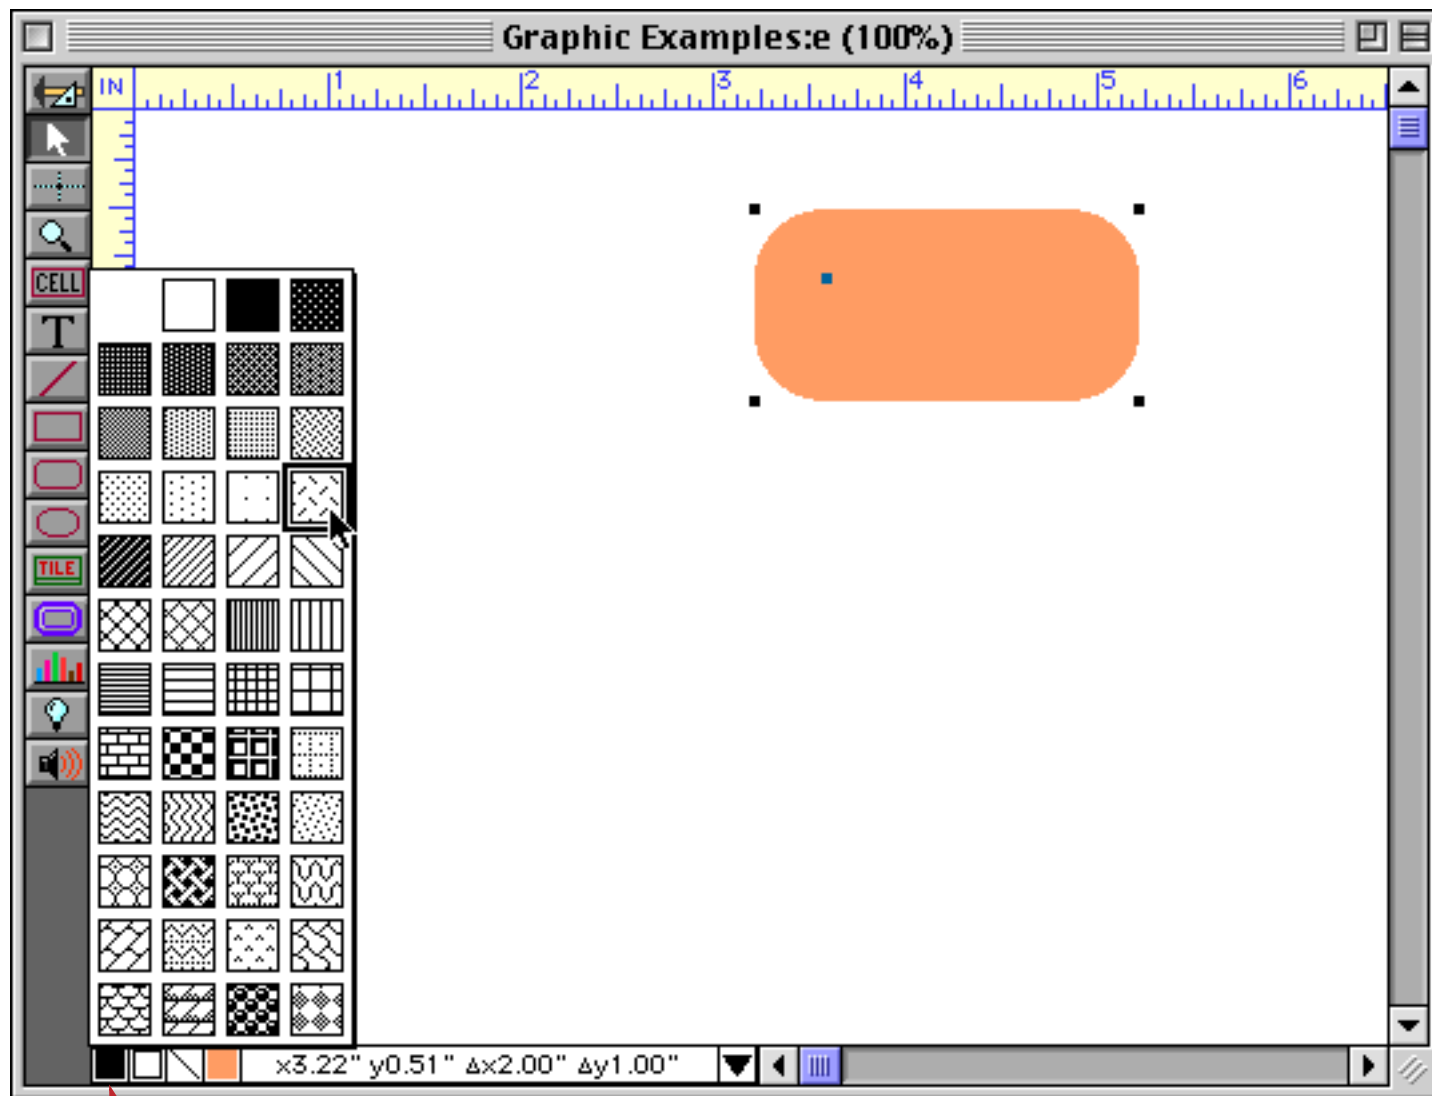 Graphic Examples:e (100%)
IN 1 2 3 4 5 6
CELL
T
TILE
x3.22" y0.51" Δx2.00" Δy1.00"